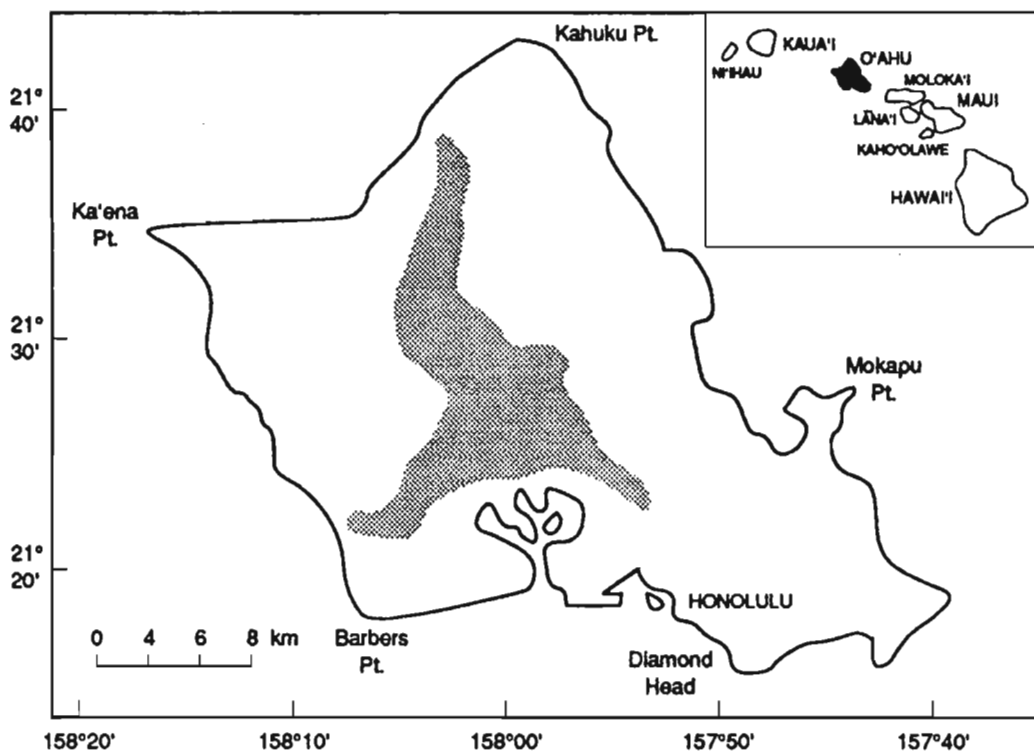 Kahuku Pt.
KAUA'I
O'AHU
NI'IHAU
MOLOKA'I
MAUI
LĀNA'I
KAHO'OLAWE
HAWAI'I
21°
40'
Ka'ena
Pt.
21°
30'
Mokapu
Pt.
21°
20'
HONOLULU
0 4 6 8 km
Barbers
Pt.
Diamond
Head
158°20' 158°10' 158°00' 157°50' 157°40'